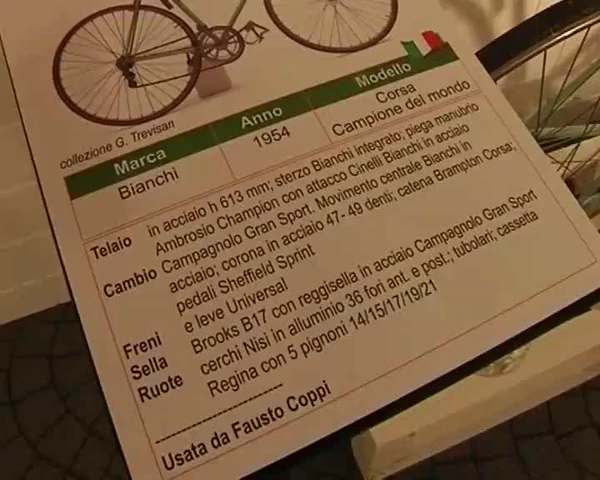 collezione G. Trevisan
Marca Anno Modello
Bianchi 1954 Corsa
Campione del mondo
Telaio in acciaio h 613 mm; sterzo Bianchi integrato; piega manubrio
Ambrosio Champion con attacco Cinelli Bianchi in acciaio
Cambio Campagnolo Gran Sport. Movimento centrale Bianchi in
acciaio; corona in acciaio 47-49 denti; catena Brampton Corsa;
pedali Sheffield Sprint
Freni e leve Universal
Sella Brooks B17 con reggisella in acciaio Campagnolo Gran Sport
Ruote cerchi Nisi in alluminio 36 fori ant. e post.; tubolari; cassetta
Regina con 5 pignoni 14/15/17/19/21
--------------------
Usata da Fausto Coppi